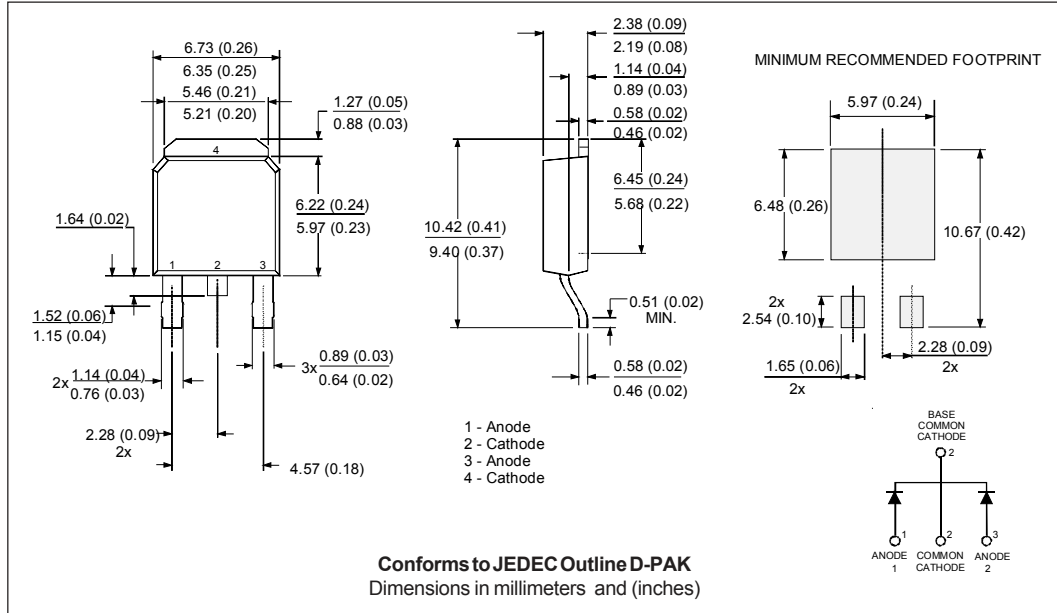 6.73 (0.26)
6.35 (0.25)
5.46 (0.21)
5.21 (0.20)
1.27 (0.05)
0.88 (0.03)
4
6.22 (0.24)
5.97 (0.23)
1.64 (0.02)
1 2 3
1.52 (0.06)
1.15 (0.04)
2x 1.14 (0.04)
0.76 (0.03)
3x 0.89 (0.03)
0.64 (0.02)
2.28 (0.09)
2x
4.57 (0.18)
2.38 (0.09)
2.19 (0.08)
1.14 (0.04)
0.89 (0.03)
0.58 (0.02)
0.46 (0.02)
6.45 (0.24)
5.68 (0.22)
10.42 (0.41)
9.40 (0.37)
0.51 (0.02)
MIN.
0.58 (0.02)
0.46 (0.02)
1 - Anode
2 - Cathode
3 - Anode
4 - Cathode
MINIMUM RECOMMENDED FOOTPRINT
5.97 (0.24)
6.48 (0.26)
10.67 (0.42)
2x
2.54 (0.10)
2.28 (0.09)
2x
1.65 (0.06)
2x
BASE
COMMON
CATHODE
2
1 2 3
ANODE COMMON ANODE
1 CATHODE 2
Conforms to JEDEC Outline D-PAK
Dimensions in millimeters and (inches)